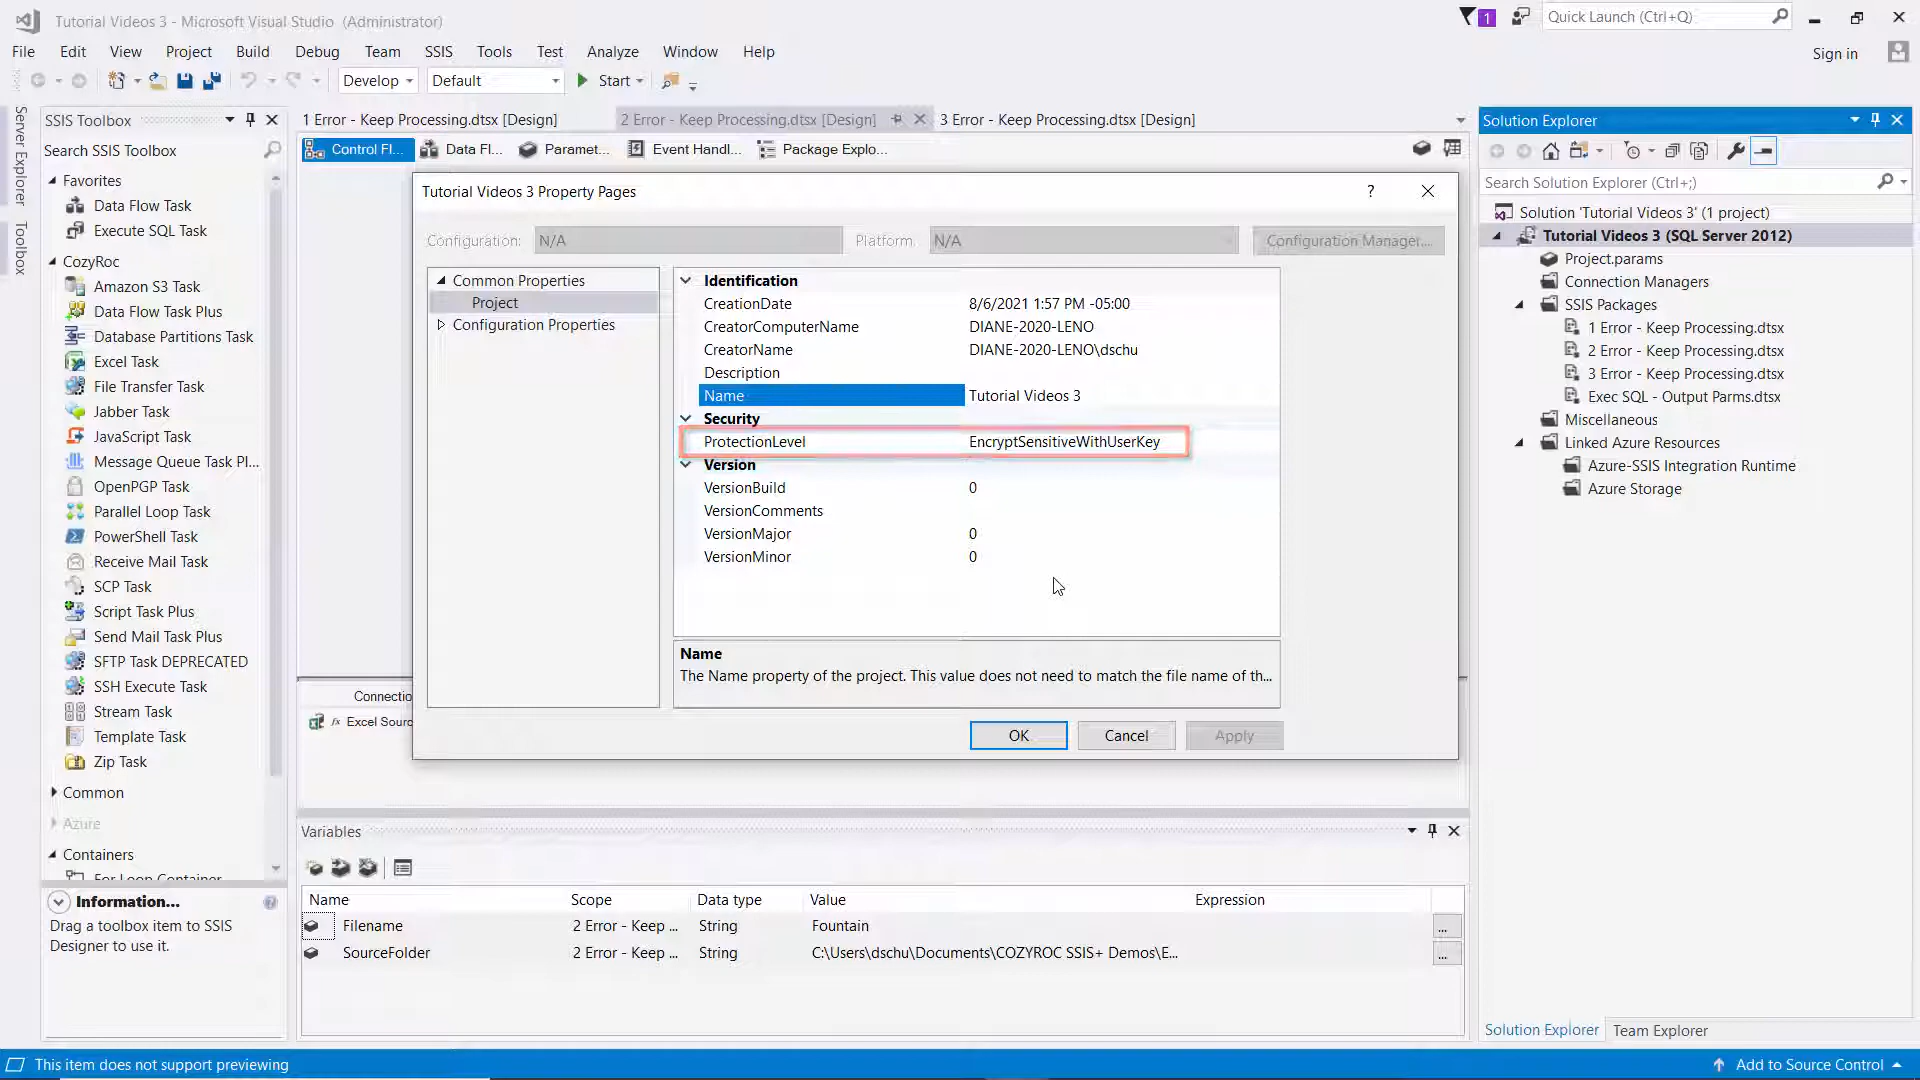 Tutorial Videos 3 - Microsoft Visual Studio (Administrator)
1
Quick Launch (Ctrl+Q)
File Edit View Project Build Debug Team SSIS Tools Test Analyze Window Help
Sign in
Develop Default Start
Server Explorer
Toolbox
SSIS Toolbox
Search SSIS Toolbox
Favorites
Data Flow Task
Execute SQL Task
CozyRoc
Amazon S3 Task
Data Flow Task Plus
Database Partitions Task
Excel Task
File Transfer Task
Jabber Task
JavaScript Task
Message Queue Task Pl...
OpenPGP Task
Parallel Loop Task
PowerShell Task
Receive Mail Task
SCP Task
Script Task Plus
Send Mail Task Plus
SFTP Task DEPRECATED
SSH Execute Task
Stream Task
Template Task
Zip Task
Common
Azure
Containers
For Loop Container
Information...
Drag a toolbox item to SSIS
Designer to use it.
1 Error - Keep Processing.dtsx [Design]
2 Error - Keep Processing.dtsx [Design]
3 Error - Keep Processing.dtsx [Design]
Control Fl... Data Fl... Paramet... Event Handl... Package Explo...
Tutorial Videos 3 Property Pages
?
Configuration: N/A Platform: N/A Configuration Manager...
Common Properties
Project
Configuration Properties
Identification
CreationDate 8/6/2021 1:57 PM -05:00
CreatorComputerName DIANE-2020-LENO
CreatorName DIANE-2020-LENO\dschu
Description
Name Tutorial Videos 3
Security
ProtectionLevel EncryptSensitiveWithUserKey
Version
VersionBuild 0
VersionComments
VersionMajor 0
VersionMinor 0
Name
The Name property of the project. This value does not need to match the file name of th...
OK Cancel Apply
Connectio
fx Excel Sourc
Variables
Name Scope Data type Value Expression
Filename 2 Error - Keep ... String Fountain ...
SourceFolder 2 Error - Keep ... String C:\Users\dschu\Documents\COZYROC SSIS+ Demos\E... ...
Solution Explorer
Search Solution Explorer (Ctrl+;)
Solution 'Tutorial Videos 3' (1 project)
Tutorial Videos 3 (SQL Server 2012)
Project.params
Connection Managers
SSIS Packages
1 Error - Keep Processing.dtsx
2 Error - Keep Processing.dtsx
3 Error - Keep Processing.dtsx
Exec SQL - Output Parms.dtsx
Miscellaneous
Linked Azure Resources
Azure-SSIS Integration Runtime
Azure Storage
Solution Explorer Team Explorer
This item does not support previewing
Add to Source Control